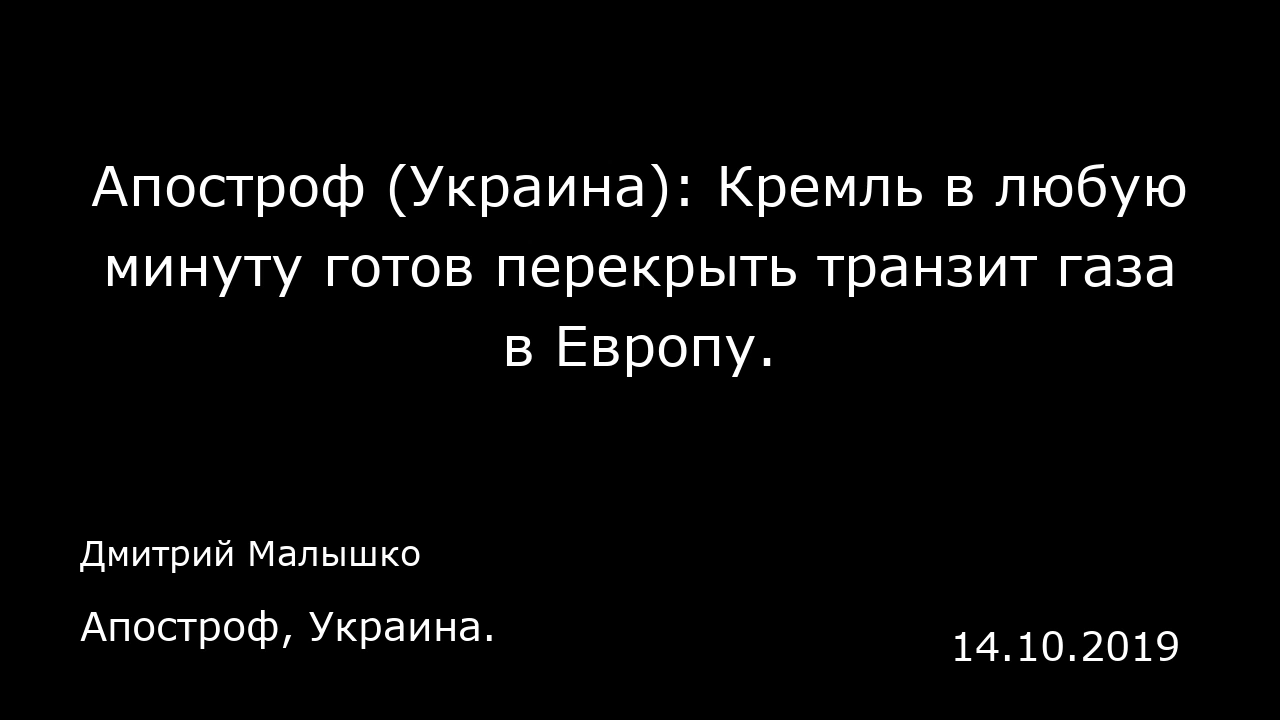 Апостроф (Украина): Кремль в любую
минуту готов перекрыть транзит газа
в Европу.
Дмитрий Малышко
Апостроф, Украина.
14.10.2019